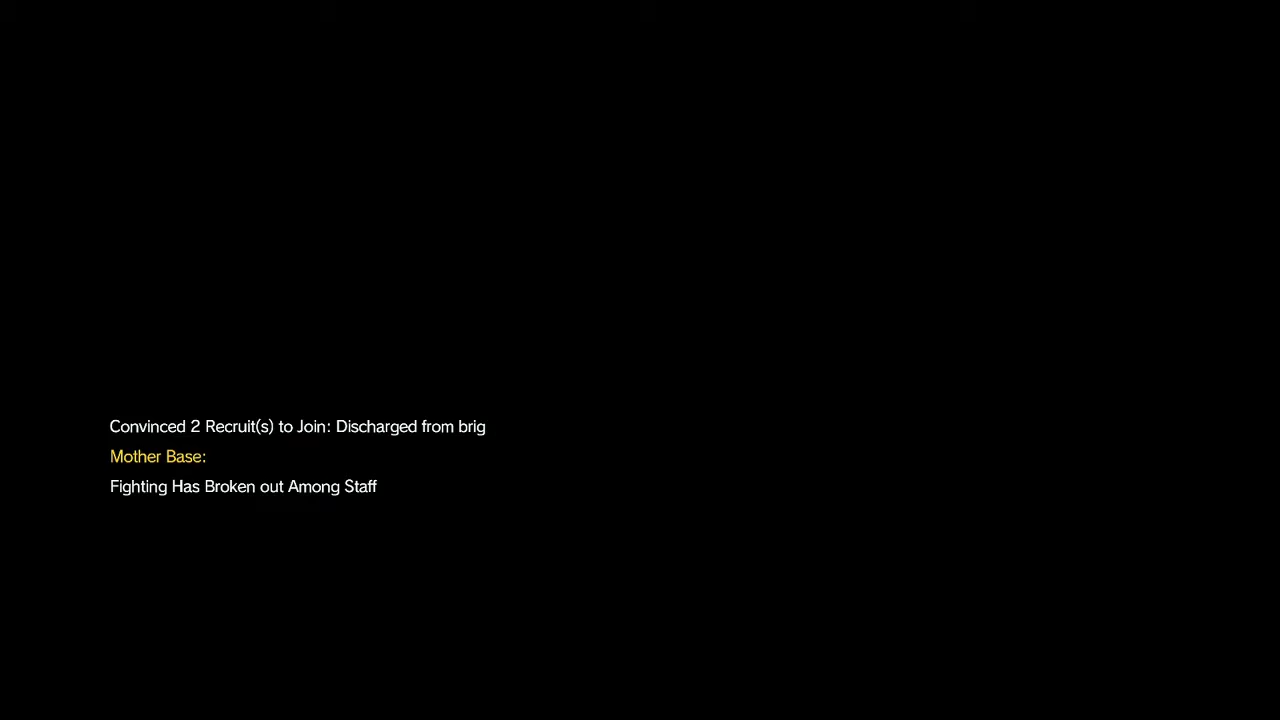 Convinced 2 Recruit(s) to Join: Discharged from brig
Mother Base:
Fighting Has Broken out Among Staff